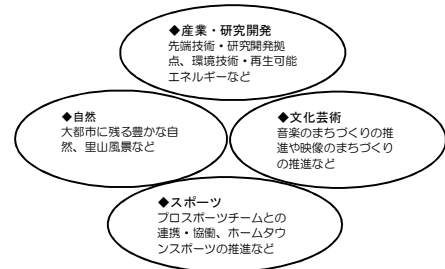 ◆産業・研究開発
先端技術・研究開発拠
点、環境技術・再生可能
エネルギーなど
◆自然
大都市に残る豊かな自
然、里山風景など
◆文化芸術
音楽のまちづくりの推
進や映像のまちづくり
の推進など
◆スポーツ
プロスポーツチームとの
連携・協働、ホームタウ
ンスポーツの推進など